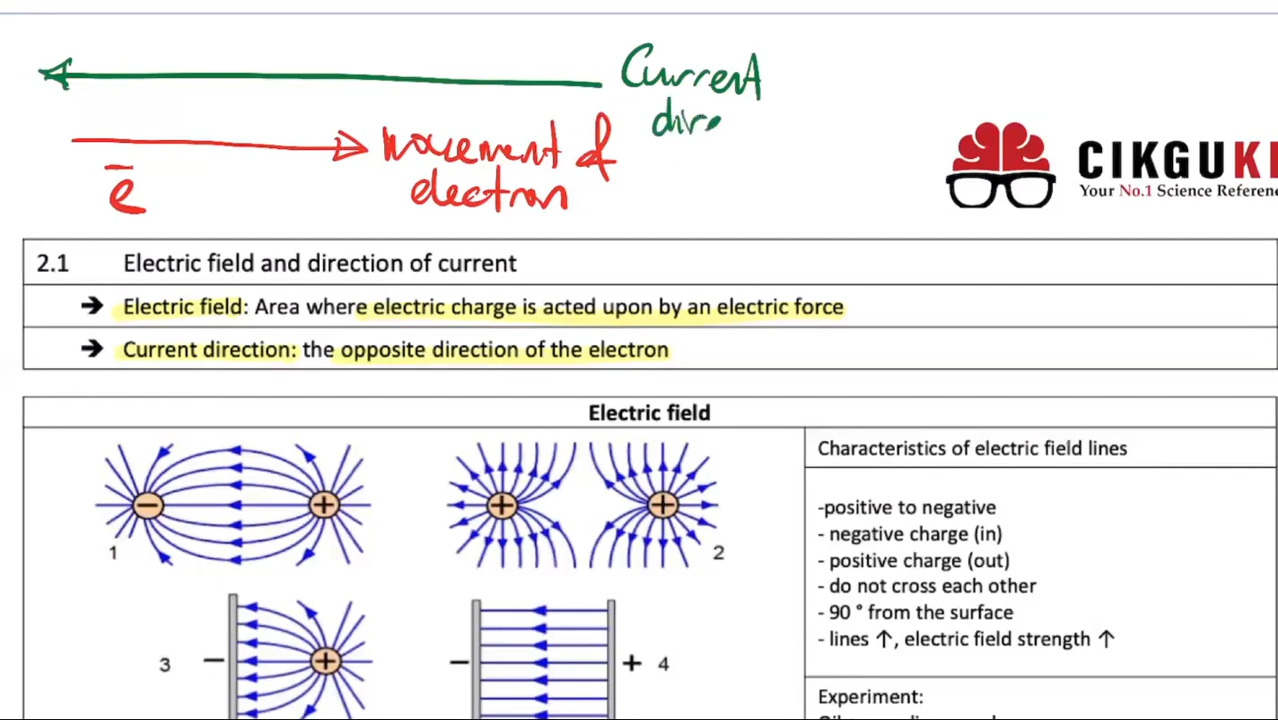 Current
dir
movement of
electron
e
CIKGUK
Your No.1 Science Referen
2.1 Electric field and direction of current
➔ Electric field: Area where electric charge is acted upon by an electric force
➔ Current direction: the opposite direction of the electron
Electric field
Characteristics of electric field lines
-positive to negative
- negative charge (in)
- positive charge (out)
- do not cross each other
- 90 ° from the surface
- lines ↑, electric field strength ↑
Experiment:
− +
1
+ +
2
3 − +
− + 4